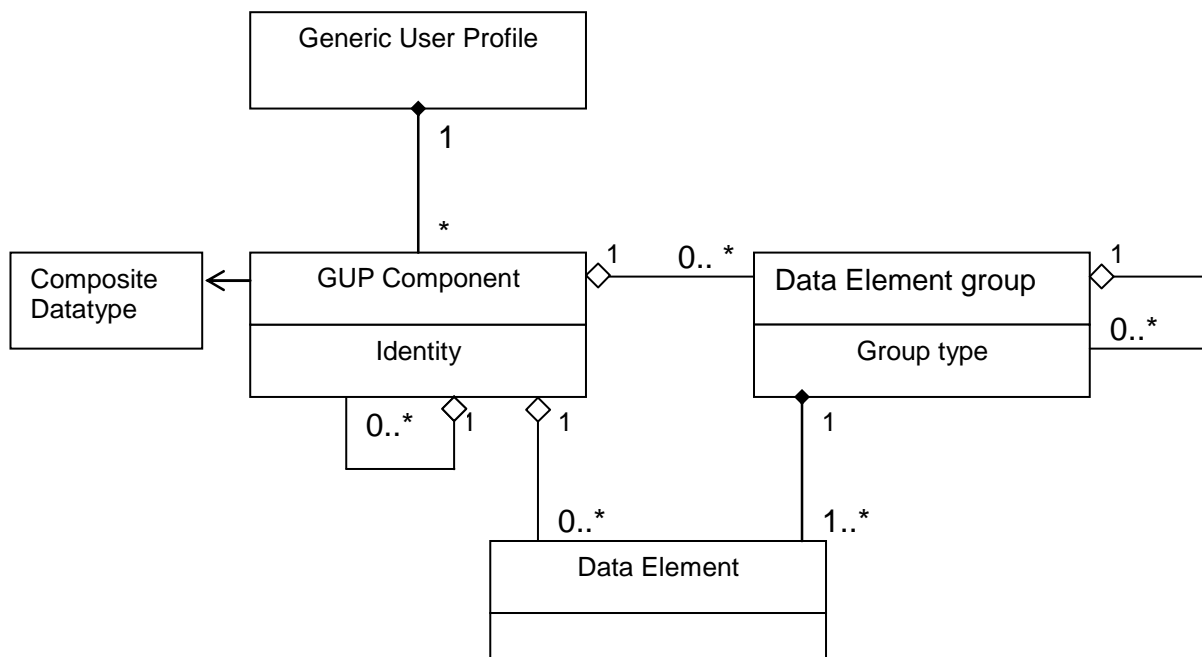 Generic User Profile
1
*
Composite
Datatype
GUP Component
Identity
1
0.. *
Data Element group
Group type
1
0..*
0..*
1
1
1
0..*
1..*
Data Element